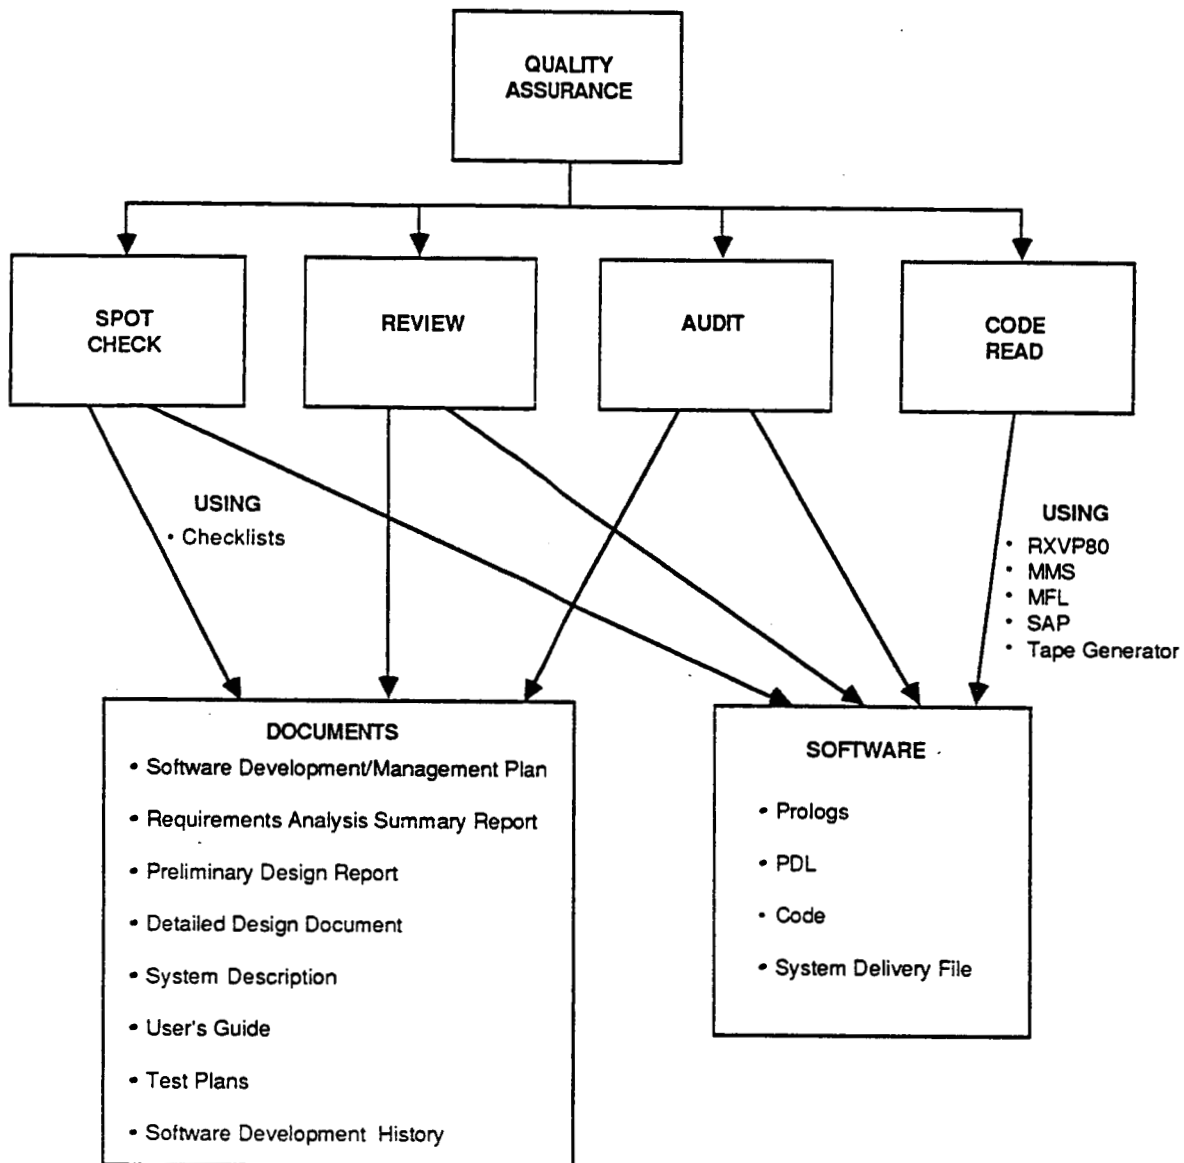 QUALITY
ASSURANCE
SPOT
CHECK
REVIEW
AUDIT
CODE
READ
USING
• Checklists
USING
• RXVP80
• MMS
• MFL
• SAP
• Tape Generator
DOCUMENTS
• Software Development/Management Plan
• Requirements Analysis Summary Report
• Preliminary Design Report
• Detailed Design Document
• System Description
• User's Guide
• Test Plans
• Software Development History
SOFTWARE
• Prologs
• PDL
• Code
• System Delivery File